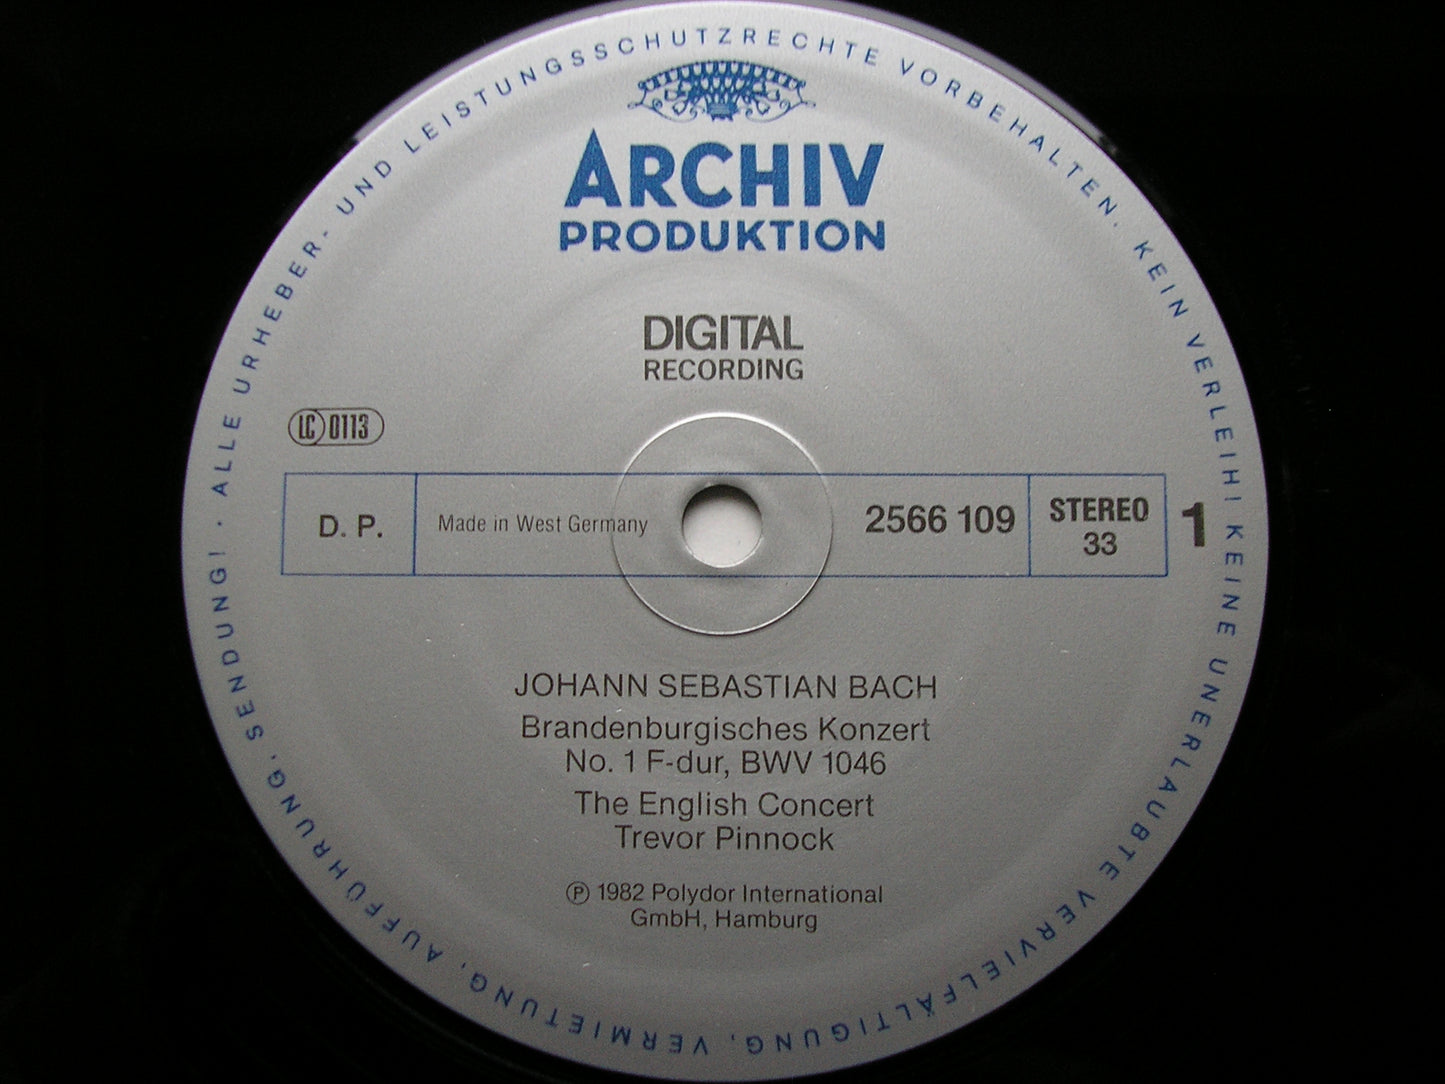 ALLE URHEBER- UND LEISTUNGSSCHUTZRECHTE VORBEHALTEN. KEIN VERLEIH! KEINE UNERLAUBTE VERVIELFÄLTIGUNG, VERMIETUNG, AUFFÜHRUNG, SENDUNG! ·
ARCHIV
PRODUKTION
DIGITAL
RECORDING
LC 0113
D. P.
Made in West Germany
2566 109
STEREO
33
1
JOHANN SEBASTIAN BACH
Brandenburgisches Konzert
No. 1 F-dur, BWV 1046
The English Concert
Trevor Pinnock
Ⓟ 1982 Polydor International
GmbH, Hamburg